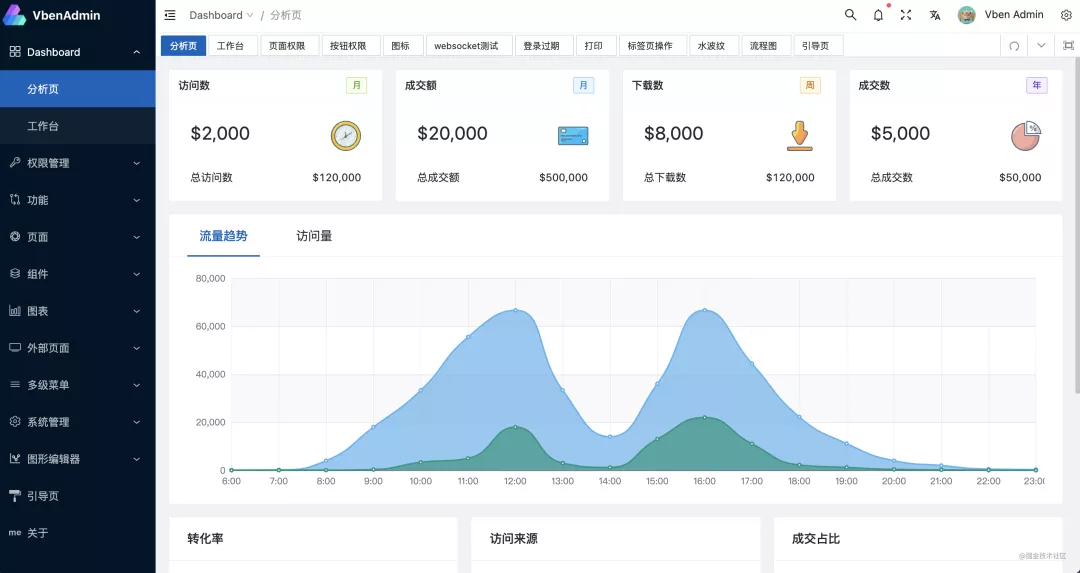 VbenAdmin
Dashboard
分析页
工作台
权限管理
功能
页面
组件
图表
外部页面
多级菜单
系统管理
图形编辑器
引导页
me 关于
Dashboard / 分析页
Vben Admin
分析页 工作台 页面权限 按钮权限 图标 websocket测试 登录过期 打印 标签页操作 水波纹 流程图 引导页
访问数 月
$2,000
总访问数 $120,000
成交额 月
$20,000
总成交额 $500,000
下载数 周
$8,000
总下载数 $120,000
成交数 年
$5,000
%
总成交数 $50,000
流量趋势 访问量
80,000
60,000
40,000
20,000
0
6:00 7:00 8:00 9:00 10:00 11:00 12:00 13:00 14:00 15:00 16:00 17:00 18:00 19:00 20:00 21:00 22:00 23:00
转化率 访问来源 成交占比
@掘金技术社区